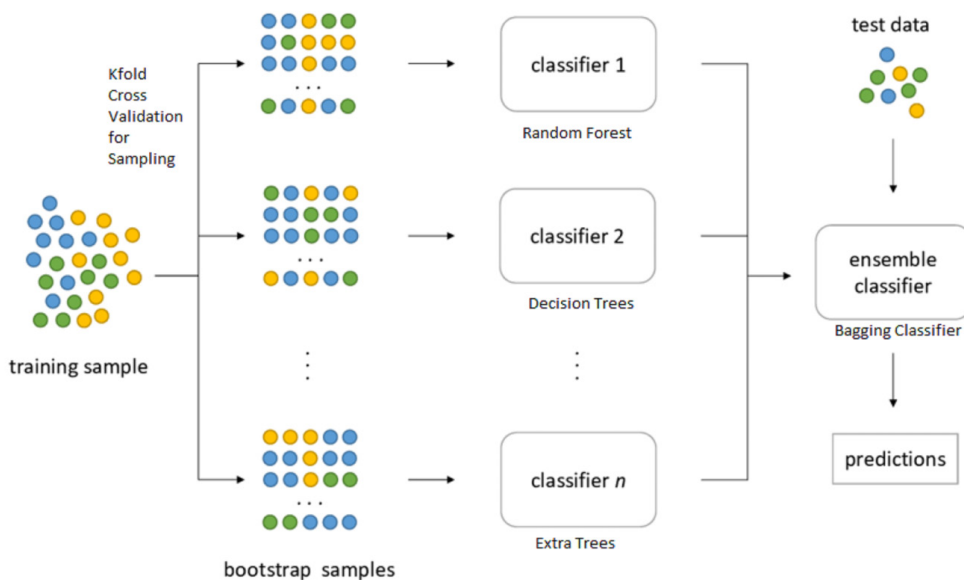 Kfold
Cross
Validation
for
Sampling
training sample
...
...
...
...
bootstrap samples
classifier 1
Random Forest
classifier 2
Decision Trees
...
classifier n
Extra Trees
test data
ensemble
classifier
Bagging Classifier
predictions